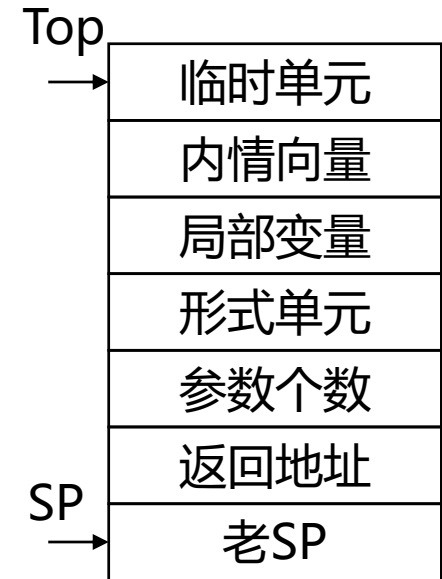 Top
临时单元
内情向量
局部变量
形式单元
参数个数
返回地址
SP
老SP